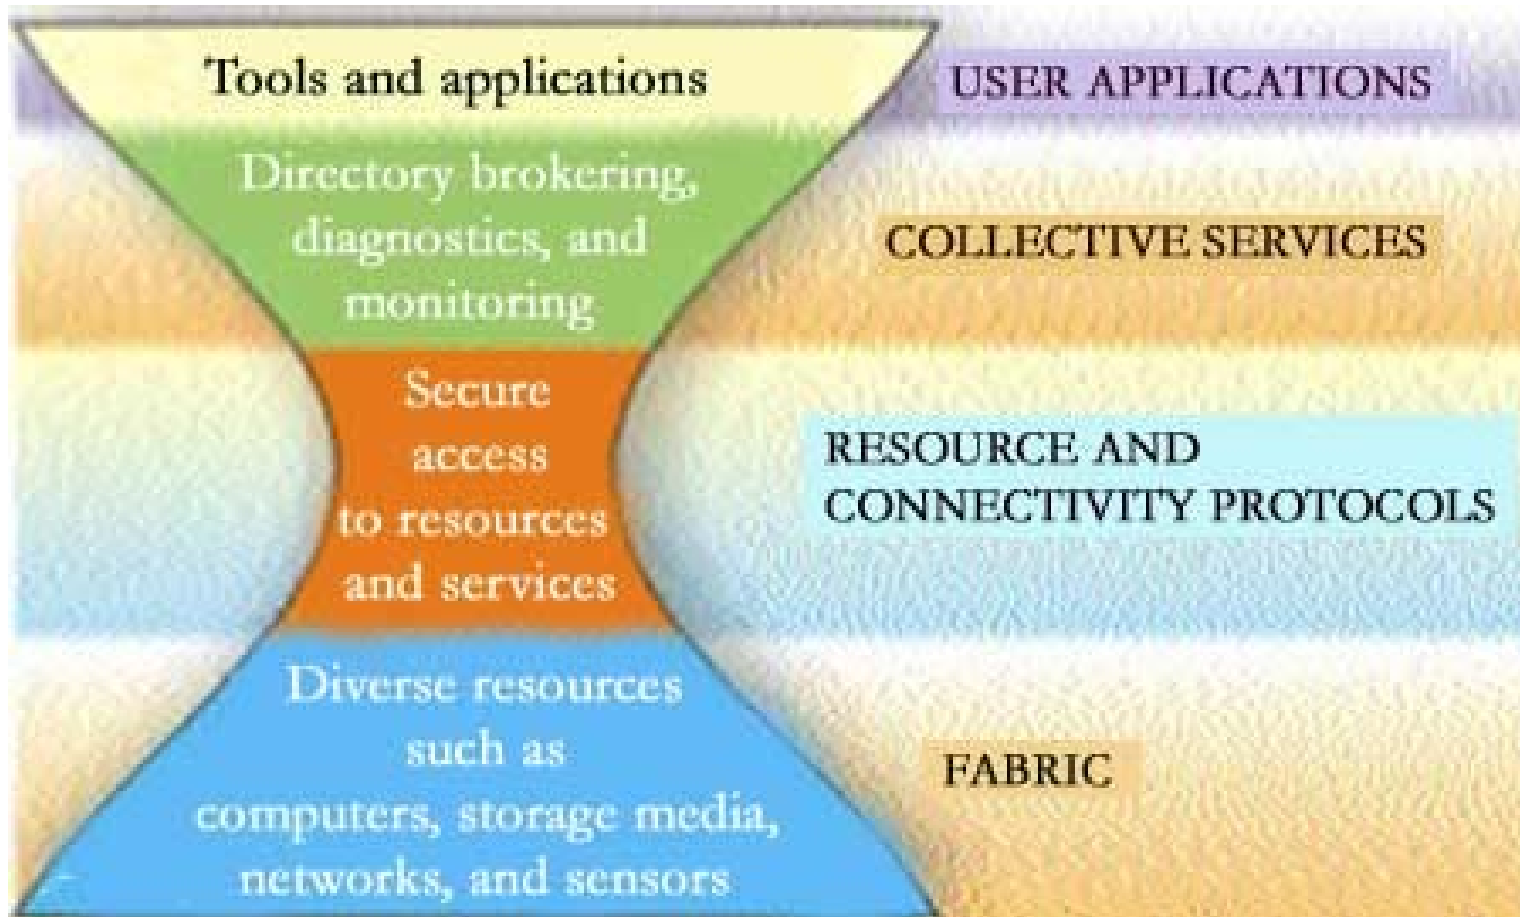 Tools and applications
USER APPLICATIONS
Directory brokering,
diagnostics, and
monitoring
COLLECTIVE SERVICES
Secure
access
to resources
and services
RESOURCE AND
CONNECTIVITY PROTOCOLS
Diverse resources
such as
computers, storage media,
networks, and sensors
FABRIC